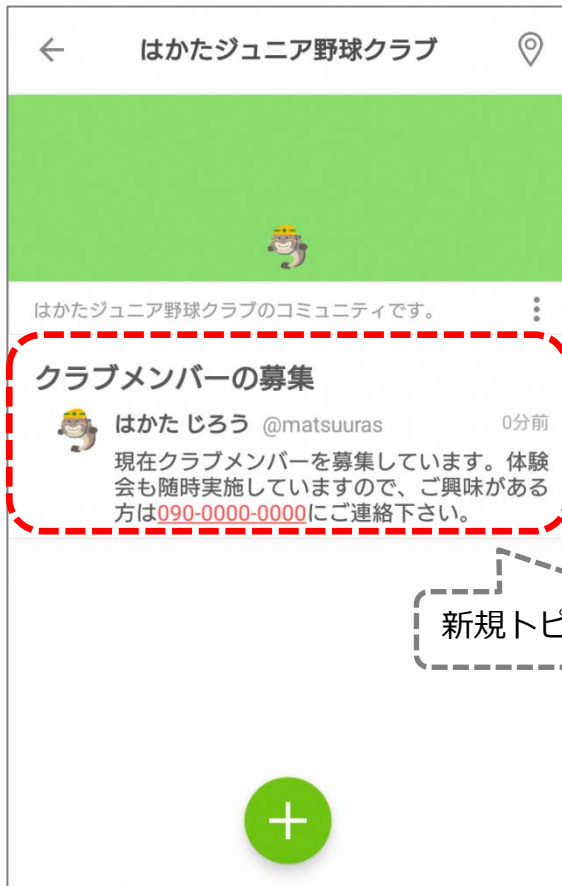 はかたジュニア野球クラブ
はかたジュニア野球クラブのコミュニティです。
クラブメンバーの募集
はかた じろう @matsuuras 0分前
現在クラブメンバーを募集しています。体験
会も随時実施していますので、ご興味がある
方は090-0000-0000にご連絡下さい。
新規トピ